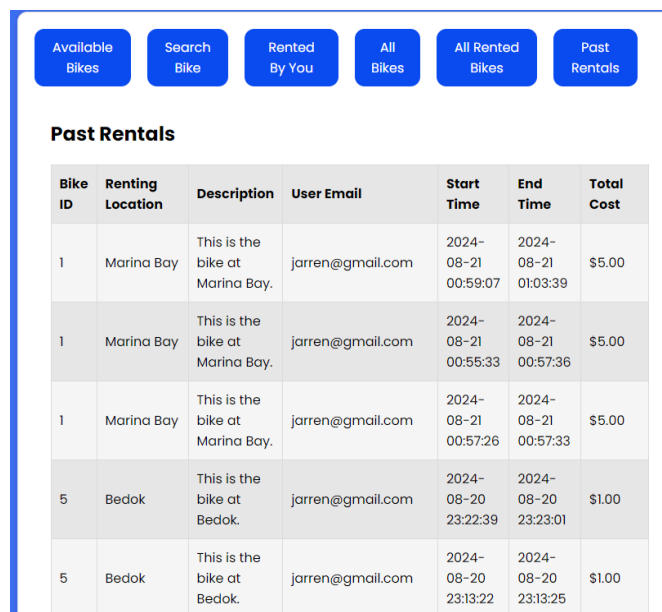 Available Bikes
Search Bike
Rented By You
All Bikes
All Rented Bikes
Past Rentals
Past Rentals
Bike ID Renting Location Description User Email Start Time End Time Total Cost
1 Marina Bay This is the bike at Marina Bay. jarren@gmail.com 2024-08-21 00:59:07 2024-08-21 01:03:39 $5.00
1 Marina Bay This is the bike at Marina Bay. jarren@gmail.com 2024-08-21 00:55:33 2024-08-21 00:57:36 $5.00
1 Marina Bay This is the bike at Marina Bay. jarren@gmail.com 2024-08-21 00:57:26 2024-08-21 00:57:33 $5.00
5 Bedok This is the bike at Bedok. jarren@gmail.com 2024-08-20 23:22:39 2024-08-20 23:23:01 $1.00
5 Bedok This is the bike at Bedok. jarren@gmail.com 2024-08-20 23:13:22 2024-08-20 23:13:25 $1.00